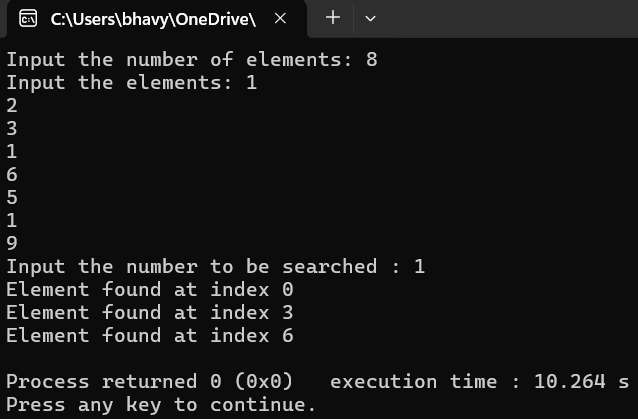 C:\Users\bhavy\OneDrive\
Input the number of elements: 8
Input the elements: 1
2
3
1
6
5
1
9
Input the number to be searched : 1
Element found at index 0
Element found at index 3
Element found at index 6
Process returned 0 (0x0)   execution time : 10.264 s
Press any key to continue.